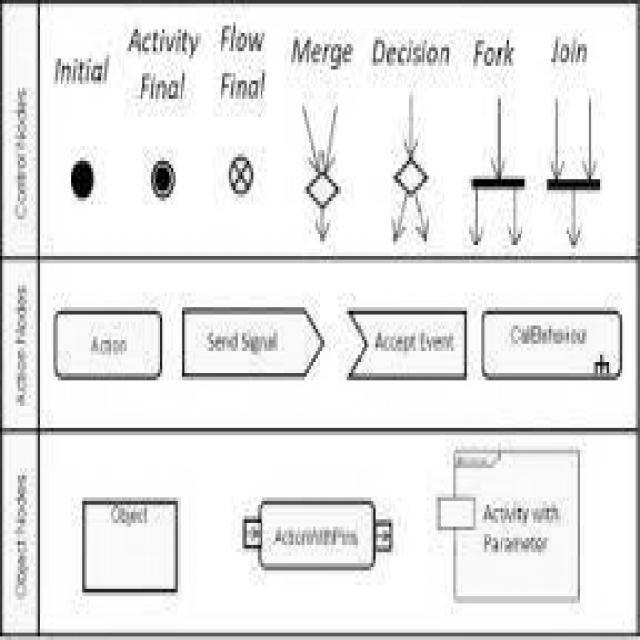 Control Nodes
Initial
Activity
Final
Flow
Final
Merge
Decision
Fork
Join
Action Nodes
Action
Send Signal
Accept Event
CallBehaviour
Object Nodes
Object
ActionWithPins
Activity with
Parameter